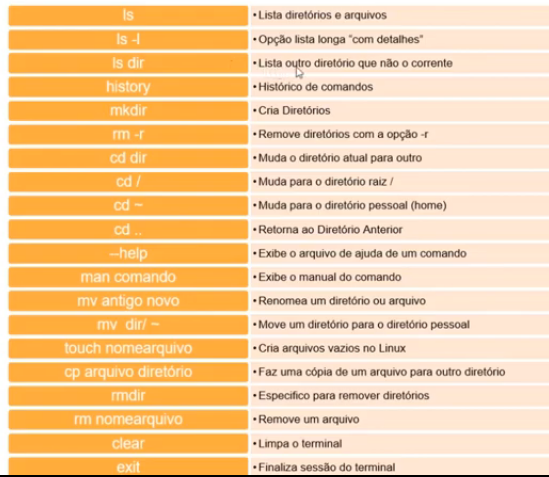 ls • Lista diretórios e arquivos
ls -l • Opção lista longa "com detalhes"
ls dir • Lista outro diretório que não o corrente
history • Histórico de comandos
mkdir • Cria Diretórios
rm -r • Remove diretórios com a opção -r
cd dir • Muda o diretório atual para outro
cd / • Muda para o diretório raiz /
cd ~ • Muda para o diretório pessoal (home)
cd .. • Retorna ao Diretório Anterior
--help • Exibe o arquivo de ajuda de um comando
man comando • Exibe o manual do comando
mv antigo novo • Renomea um diretório ou arquivo
mv dir/ ~ • Move um diretório para o diretório pessoal
touch nomearquivo • Cria arquivos vazios no Linux
cp arquivo diretório • Faz uma cópia de um arquivo para outro diretório
rmdir • Especifico para remover diretórios
rm nomearquivo • Remove um arquivo
clear • Limpa o terminal
exit • Finaliza sessão do terminal